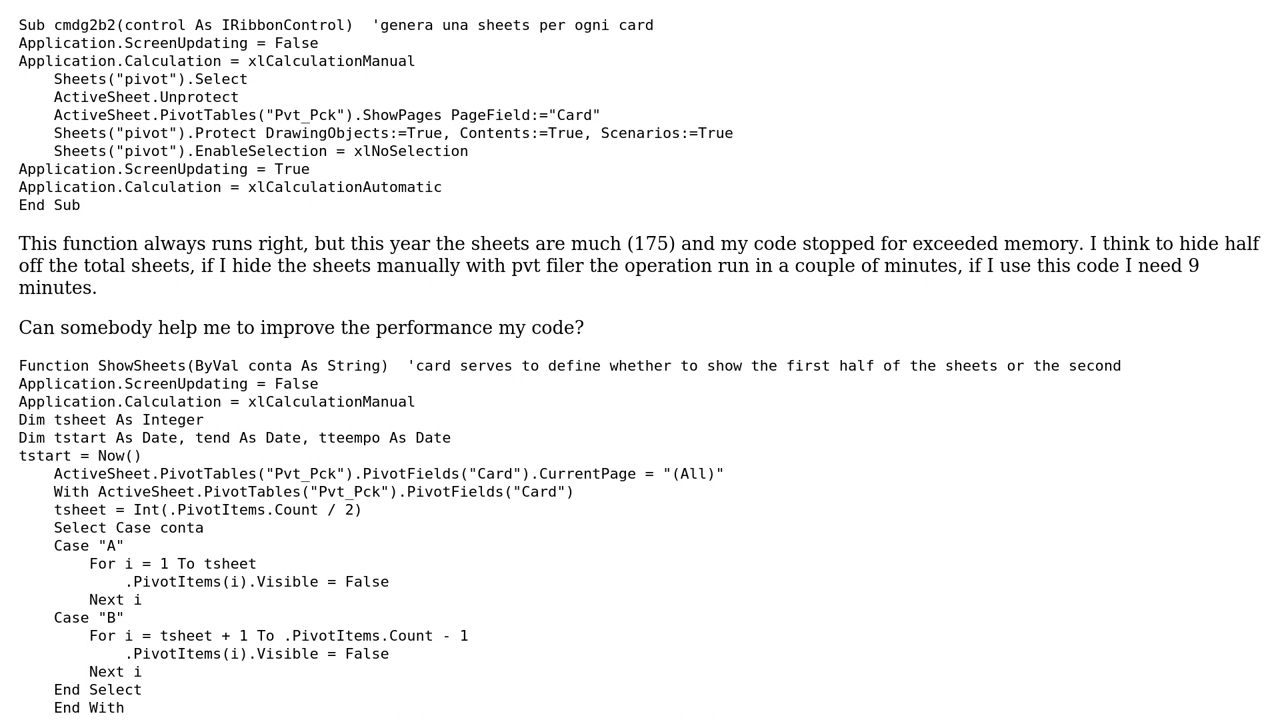 Sub cmdg2b2(control As IRibbonControl)  'genera una sheets per ogni card
Application.ScreenUpdating = False
Application.Calculation = xlCalculationManual
    Sheets("pivot").Select
    ActiveSheet.Unprotect
    ActiveSheet.PivotTables("Pvt_Pck").ShowPages PageField:="Card"
    Sheets("pivot").Protect DrawingObjects:=True, Contents:=True, Scenarios:=True
    Sheets("pivot").EnableSelection = xlNoSelection
Application.ScreenUpdating = True
Application.Calculation = xlCalculationAutomatic
End Sub
This function always runs right, but this year the sheets are much (175) and my code stopped for exceeded memory. I think to hide half
off the total sheets, if I hide the sheets manually with pvt filer the operation run in a couple of minutes, if I use this code I need 9
minutes.
Can somebody help me to improve the performance my code?
Function ShowSheets(ByVal conta As String)  'card serves to define whether to show the first half of the sheets or the second
Application.ScreenUpdating = False
Application.Calculation = xlCalculationManual
Dim tsheet As Integer
Dim tstart As Date, tend As Date, tteempo As Date
tstart = Now()
    ActiveSheet.PivotTables("Pvt_Pck").PivotFields("Card").CurrentPage = "(All)"
    With ActiveSheet.PivotTables("Pvt_Pck").PivotFields("Card")
    tsheet = Int(.PivotItems.Count / 2)
    Select Case conta
    Case "A"
        For i = 1 To tsheet
            .PivotItems(i).Visible = False
        Next i
    Case "B"
        For i = tsheet + 1 To .PivotItems.Count - 1
            .PivotItems(i).Visible = False
        Next i
    End Select
    End With